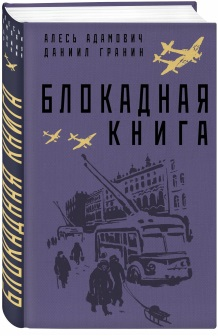 АЛЕСЬ АДАМОВИЧ
ДАНИИЛ ГРАНИН
БЛОКАДНАЯ
КНИГА
БЛОКАДНАЯ КНИГА